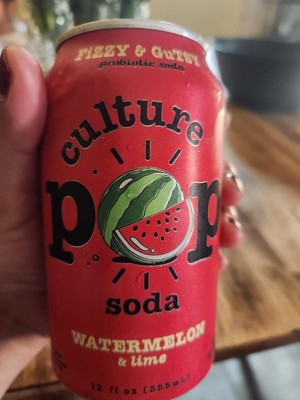 FiZZY & GuTSY
probiotic soda
culture
pop
soda
WATERMELON
& lime
12 fl oz (355mL)